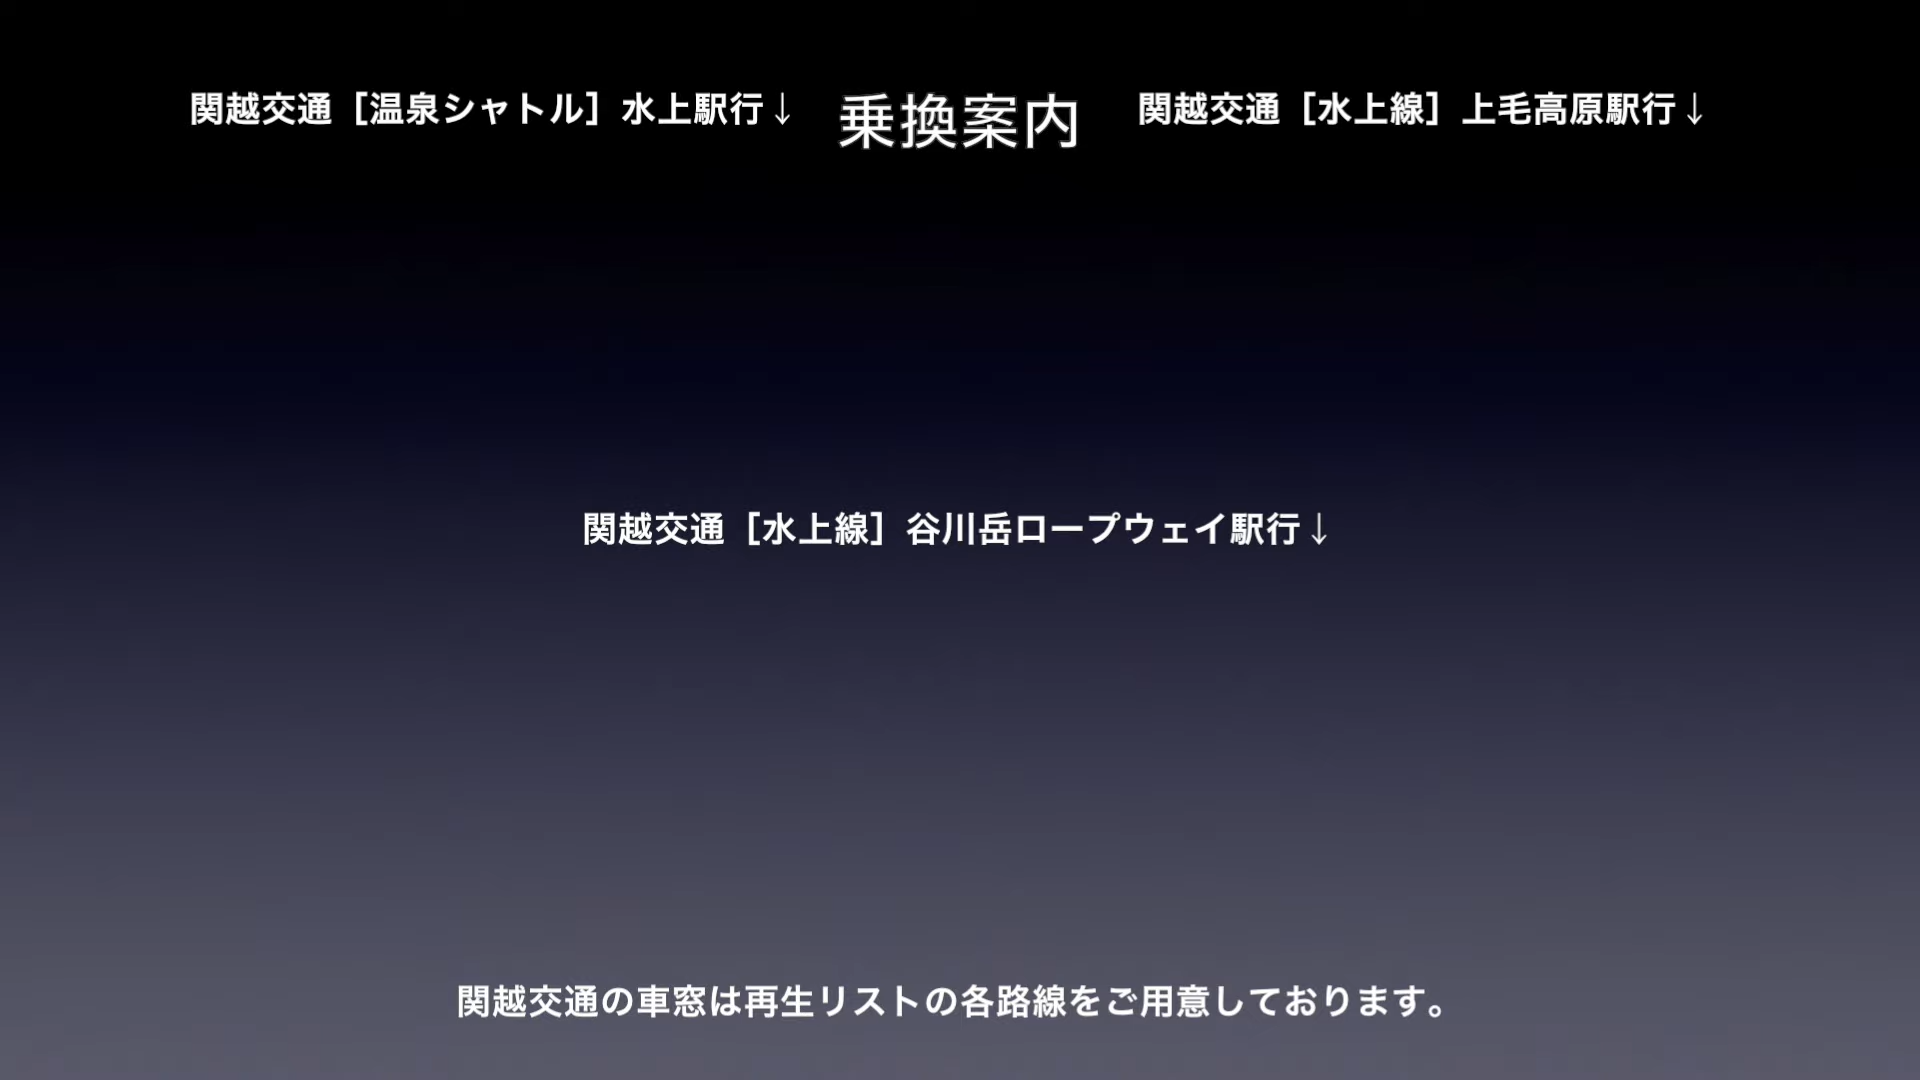 関越交通［温泉シャトル］水上駅行↓
乗換案内
関越交通［水上線］上毛高原駅行↓
関越交通［水上線］谷川岳ロープウェイ駅行↓
関越交通の車窓は再生リストの各路線をご用意しております。